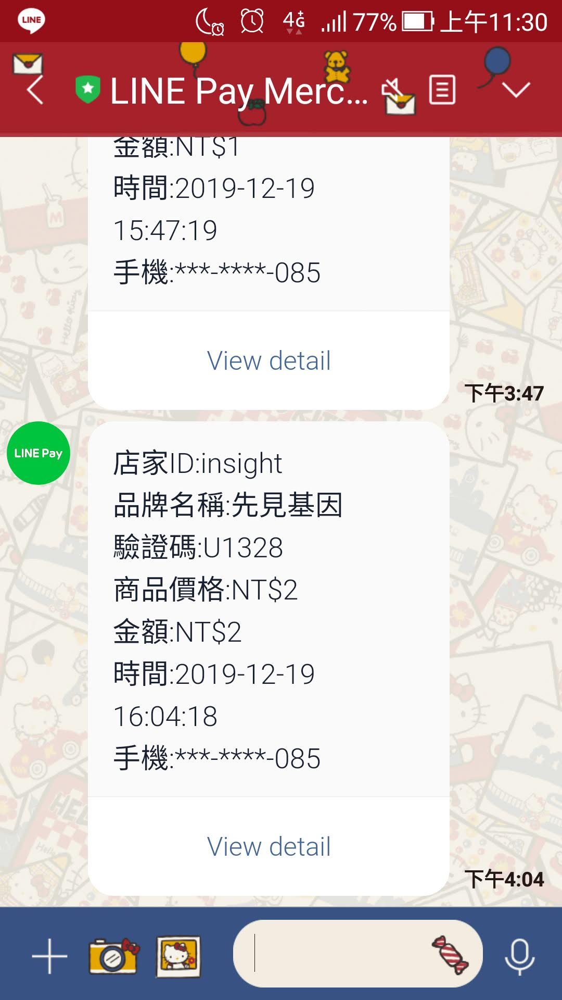 LINE
4+G
77%
上午11:30
LINE Pay Merc...
金額:NT$1
時間:2019-12-19
15:47:19
手機:***-****-085
View detail
下午3:47
LINE Pay
店家ID:insight
品牌名稱:先見基因
驗證碼:U1328
商品價格:NT$2
金額:NT$2
時間:2019-12-19
16:04:18
手機:***-****-085
View detail
下午4:04